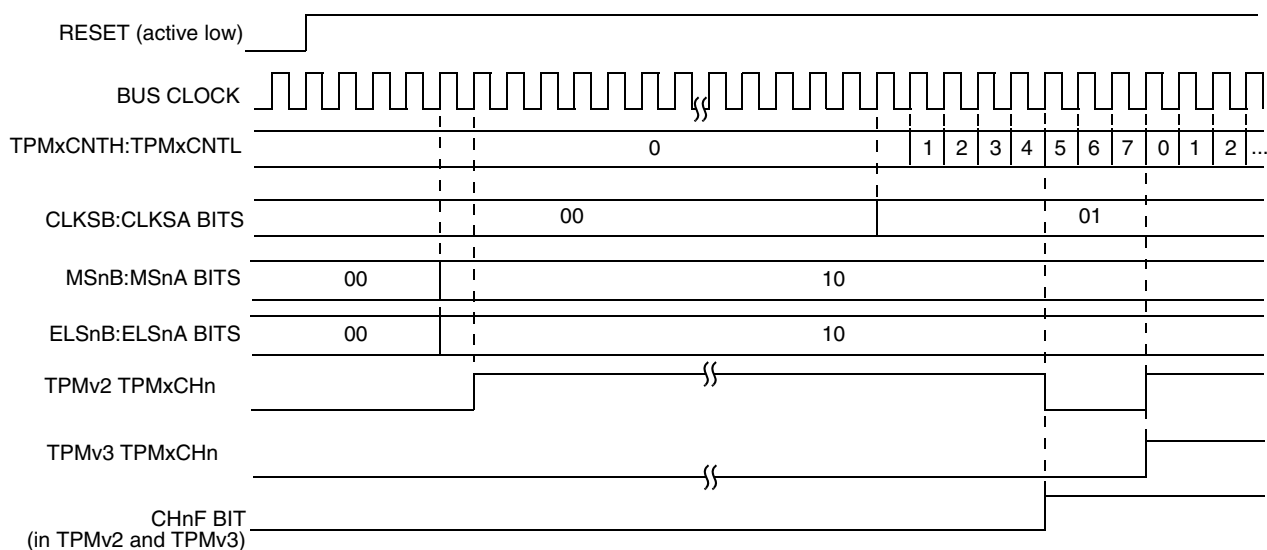 RESET (active low)
BUS CLOCK
TPMxCNTH:TPMxCNTL 0 1 2 3 4 5 6 7 0 1 2 ...
CLKSB:CLKSA BITS 00 01
MSnB:MSnA BITS 00 10
ELSnB:ELSnA BITS 00 10
TPMv2 TPMxCHn
TPMv3 TPMxCHn
CHnF BIT
(in TPMv2 and TPMv3)